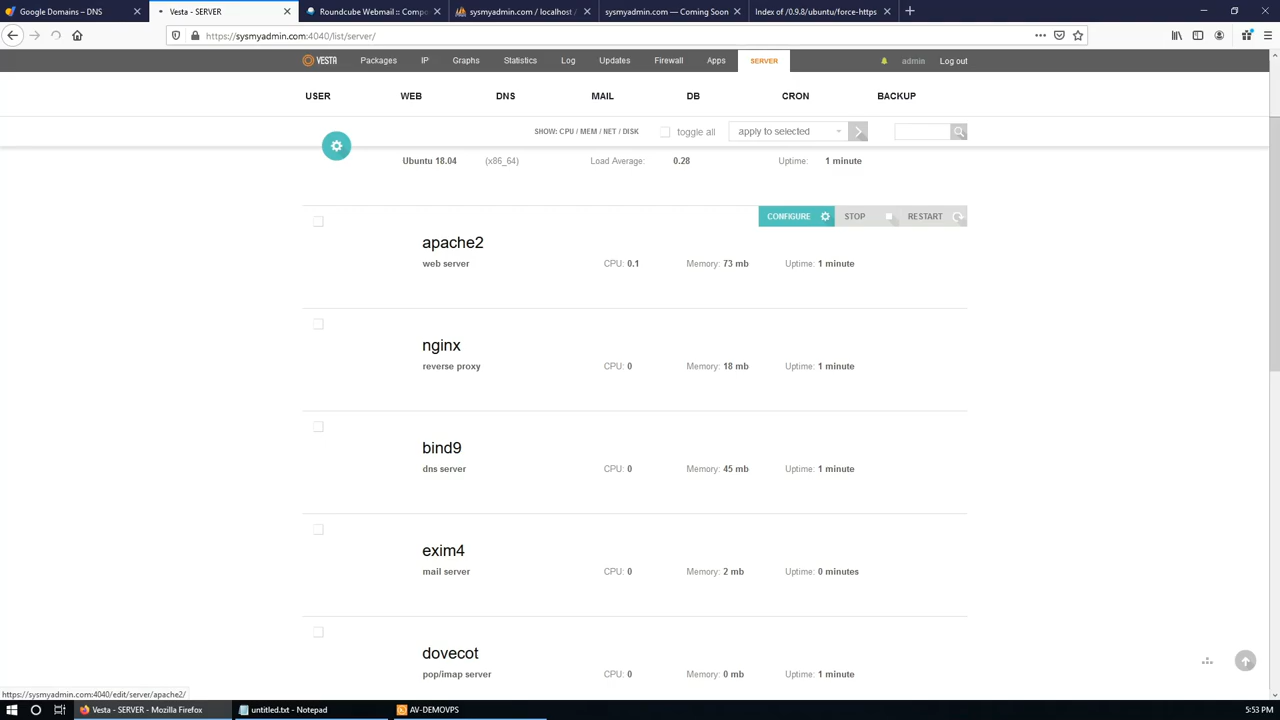 Google Domains – DNS
Vesta - SERVER
Roundcube Webmail :: Compo
sysmyadmin.com / localhost /
sysmyadmin.com — Coming Soon
Index of /0.9.8/ubuntu/force-https
https://sysmyadmin.com:4040/list/server/
VESTA Packages IP Graphs Statistics Log Updates Firewall Apps SERVER admin Log out
USER WEB DNS MAIL DB CRON BACKUP
SHOW: CPU / MEM / NET / DISK toggle all apply to selected
Ubuntu 18.04 (x86_64) Load Average: 0.28 Uptime: 1 minute
CONFIGURE STOP RESTART
apache2
web server CPU: 0.1 Memory: 73 mb Uptime: 1 minute
nginx
reverse proxy CPU: 0 Memory: 18 mb Uptime: 1 minute
bind9
dns server CPU: 0 Memory: 45 mb Uptime: 1 minute
exim4
mail server CPU: 0 Memory: 2 mb Uptime: 0 minutes
dovecot
pop/imap server CPU: 0 Memory: 0 mb Uptime: 1 minute
https://sysmyadmin.com:4040/edit/server/apache2/
Vesta - SERVER - Mozilla Firefox
untitled.txt - Notepad
AV-DEMOVPS
5:53 PM